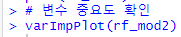 > # 변수 중요도 확인
> varImpPlot(rf_mod2)